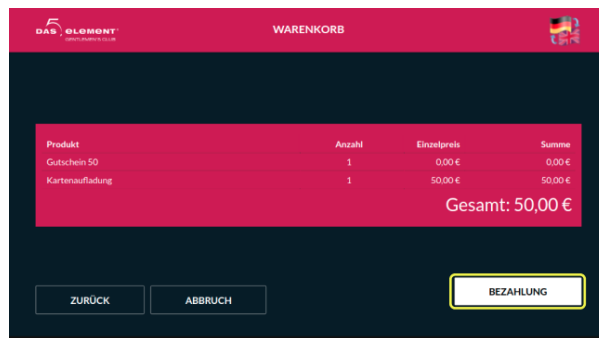 DAS 5 ELEMENT
GENTLEMEN'S CLUB
WARENKORB
Produkt Anzahl Einzelpreis Summe
Gutschein 50 1 0,00 € 0,00 €
Kartenaufladung 1 50,00 € 50,00 €
Gesamt: 50,00 €
ZURÜCK ABBRUCH BEZAHLUNG